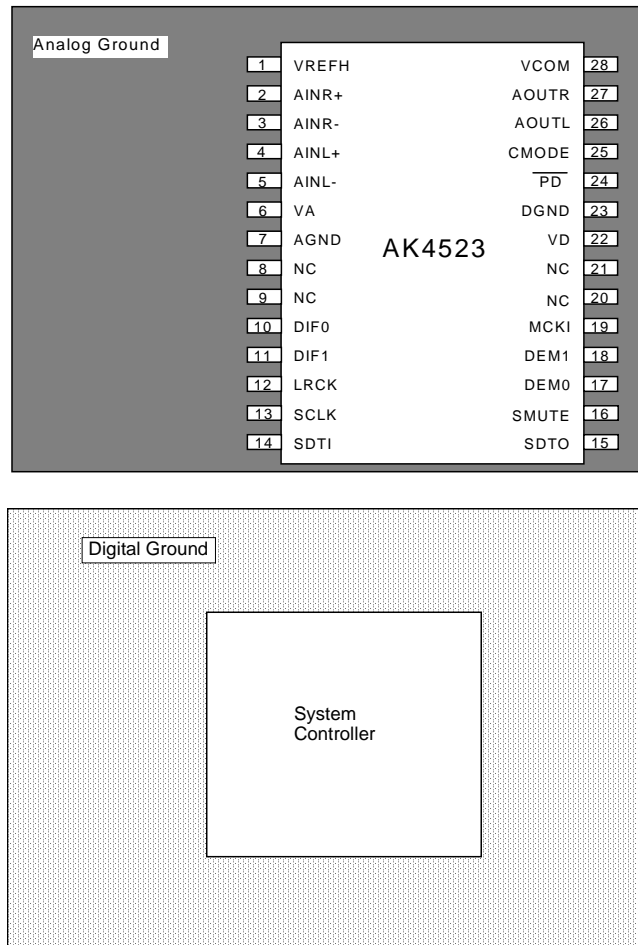 Analog Ground
1 VREFH VCOM 28
2 AINR+ AOUTR 27
3 AINR- AOUTL 26
4 AINL+ CMODE 25
5 AINL- PD 24
6 VA DGND 23
7 AGND VD 22
AK4523
8 NC NC 21
9 NC NC 20
10 DIF0 MCKI 19
11 DIF1 DEM1 18
12 LRCK DEM0 17
13 SCLK SMUTE 16
14 SDTI SDTO 15
Digital Ground
System
Controller